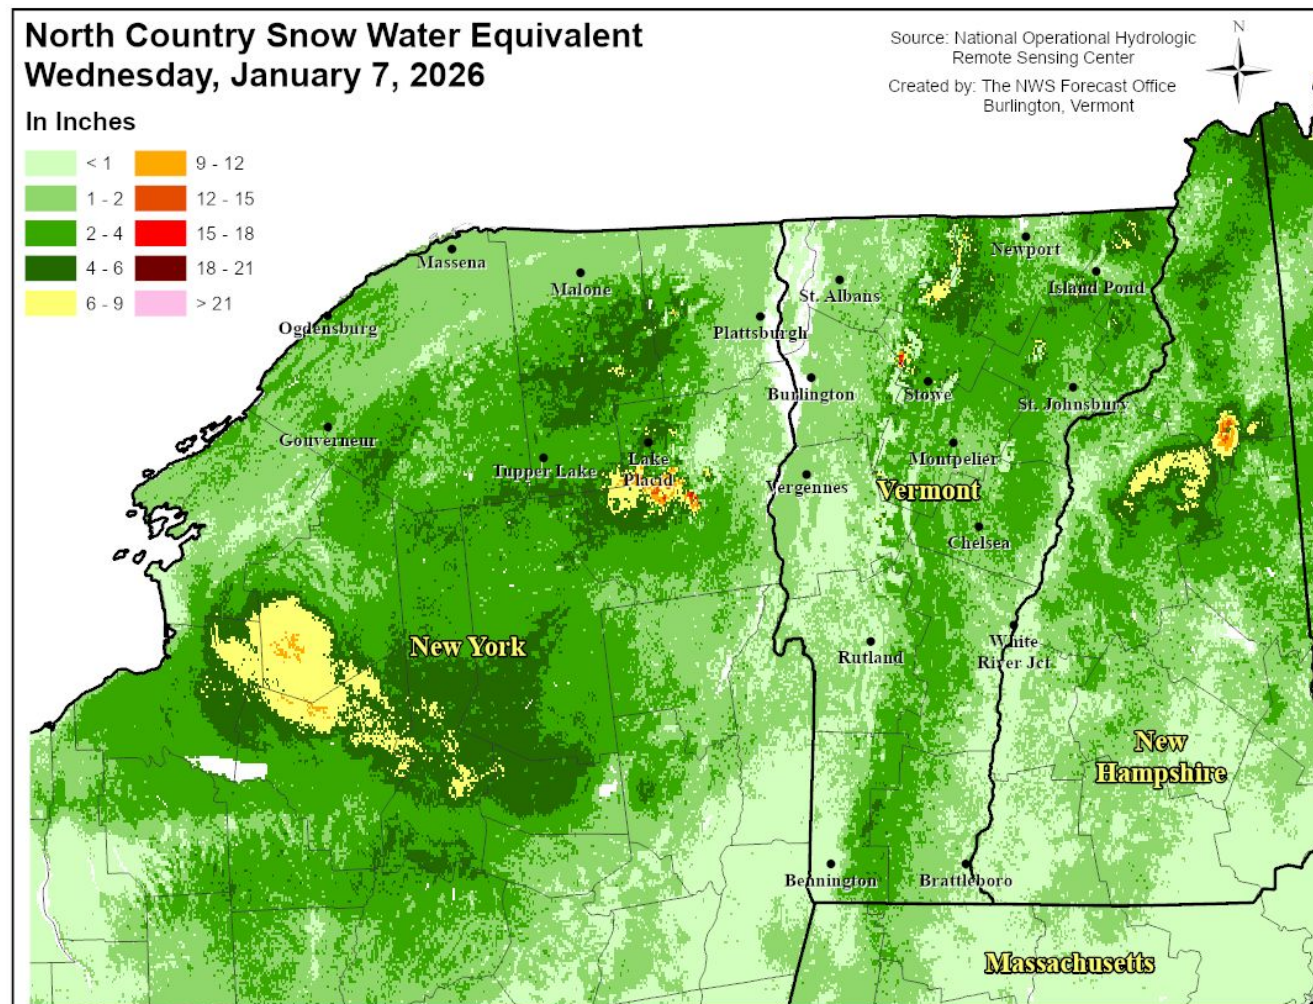 North Country Snow Water Equivalent
Wednesday, January 7, 2026
Source: National Operational Hydrologic
Remote Sensing Center
Created by: The NWS Forecast Office
Burlington, Vermont
N
In Inches
< 1
9 - 12
1 - 2
12 - 15
2 - 4
15 - 18
4 - 6
18 - 21
6 - 9
> 21
Massena
Newport
Malone
St. Albans
Island Pond
Ogdensburg
Plattsburgh
Burlington
Stowe
St. Johnsbury
Gouverneur
Tupper Lake
Lake
Placid
Montpelier
Vergennes
Vermont
Chelsea
New York
Rutland
White
River Jct.
New
Hampshire
Bennington
Brattleboro
Massachusetts